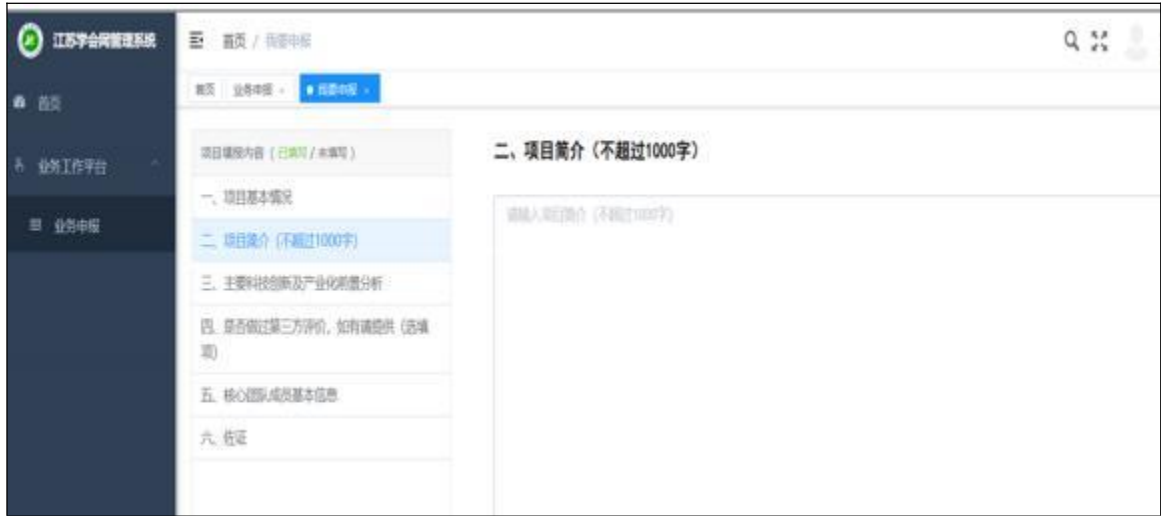 江苏学会网管理系统
首页 / 我要申报
首页
业务申报 ×
我要申报 ×
首页
业务工作平台
业务申报
项目填报内容 ( 已填写 / 未填写 )
一、项目基本情况
二、项目简介（不超过1000字）
三、主要科技创新及产业化前景分析
四、是否做过第三方评价，如有请提供（选填
项)
五、核心团队成员基本信息
六、佐证
二、项目简介（不超过1000字）
请输入项目简介（不超过1000字）